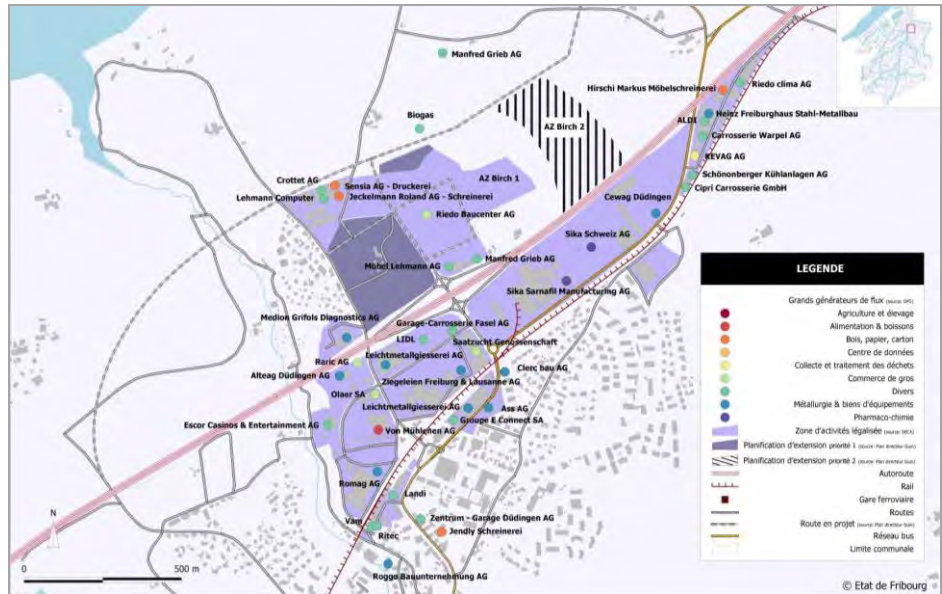 Manfred Grieb AG
Hirschi Markus Möbelschreinerei
Riedo clima AG
Biogas
AZ Birch 2
Heinz Freiburghaus Stahl-Metallbau
ALDI
Carrosserie Warpel AG
KEVAG AG
AZ Birch 1
Schönonberger Kühlanlagen AG
Cipri Carrosserie GmbH
Crottet AG
Sensia AG - Druckerei
Lehmann Computer
Jeckelmann Roland AG - Schreinerei
Cewag Düdingen
Riedo Baucenter AG
Sika Schweiz AG
Möbel Lehmann AG
Manfred Grieb AG
Sika Sarnafil Manufacturing AG
Medion Grifols Diagnostics AG
Garage-Carrosserie Fasel AG
LIDL
Saatzucht Genossenschaft
Raric AG
Leichtmetallgiesserei AG
Alteag Düdingen AG
Clerc bau AG
Ziegeleien Freiburg & Lausanne AG
Olaer SA
Leichtmetallgiesserei AG
Ass AG
Escor Casinos & Entertainment AG
Groupe E Connect SA
Von Mühlenen AG
Romag AG
Landi
Vam
Zentrum - Garage Düdingen AG
Ritec
Jendly Schreinerei
Roggo Bauunternehmung AG
N
0
500 m
LEGENDE
Grands générateurs de flux
Agriculture et élevage
Alimentation & boissons
Bois, papier, carton
Centre de données
Collecte et traitement des déchets
Commerce de gros
Divers
Métallurgie & biens d'équipements
Pharmaco-chimie
Zone d'activités légalisée
Planification d'extension priorité 1
Planification d'extension priorité 2
Autoroute
Rail
Gare ferroviaire
Routes
Route en projet
Réseau bus
Limite communale
© Etat de Fribourg